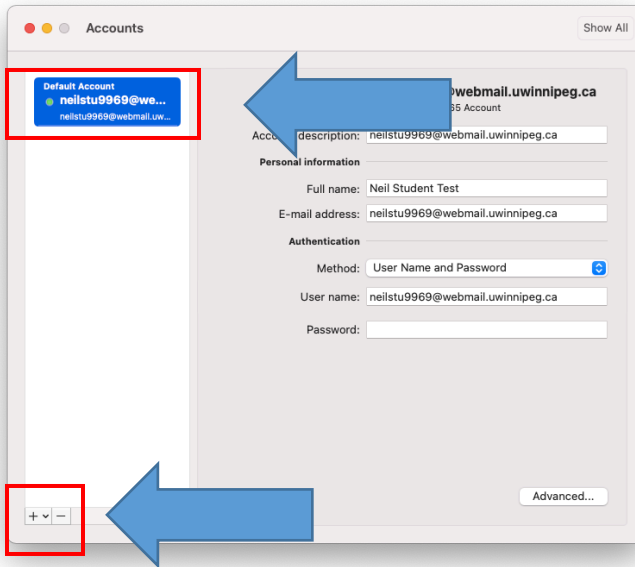 Accounts
Show All
Default Account
neilstu9969@we...
neilstu9969@webmail.uw...
@webmail.uwinnipeg.ca
65 Account
description: neilstu9969@webmail.uwinnipeg.ca
Personal information
Full name: Neil Student Test
E-mail address: neilstu9969@webmail.uwinnipeg.ca
Authentication
Method: User Name and Password
User name: neilstu9969@webmail.uwinnipeg.ca
Password:
Advanced...